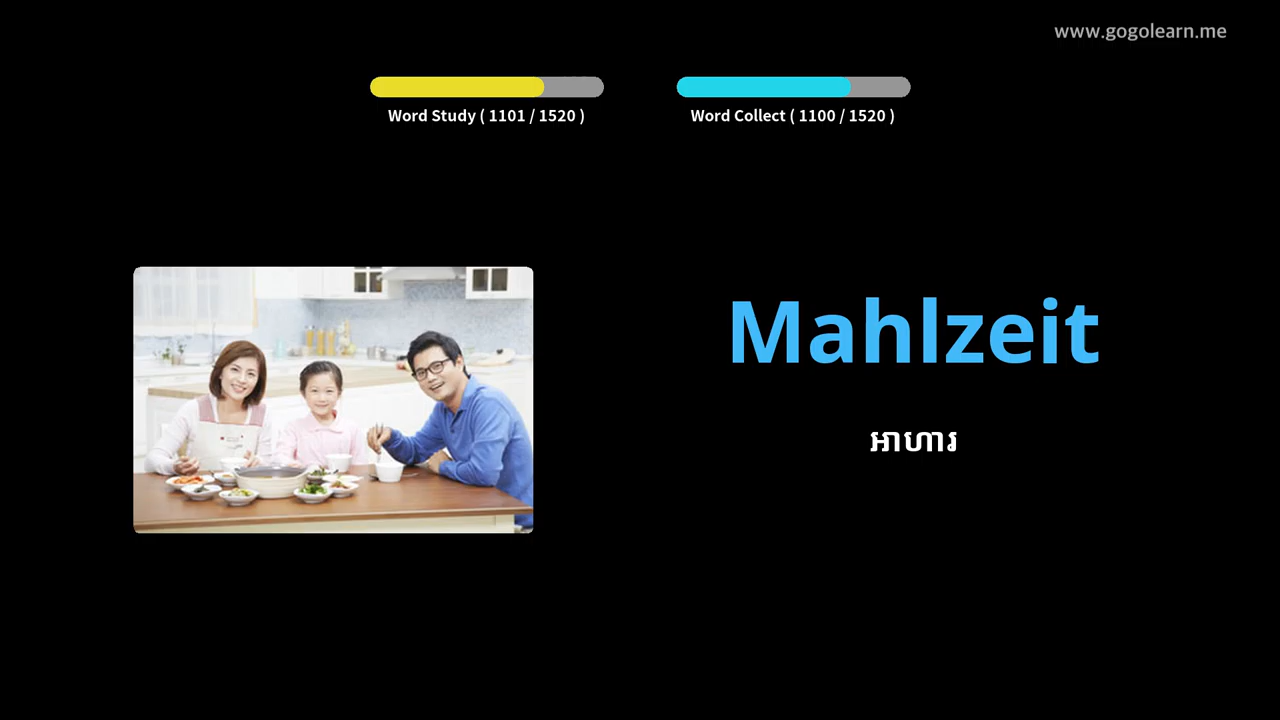 www.gogolearn.me
Word Study ( 1101 / 1520 )
Word Collect ( 1100 / 1520 )
Mahlzeit
អាហារ